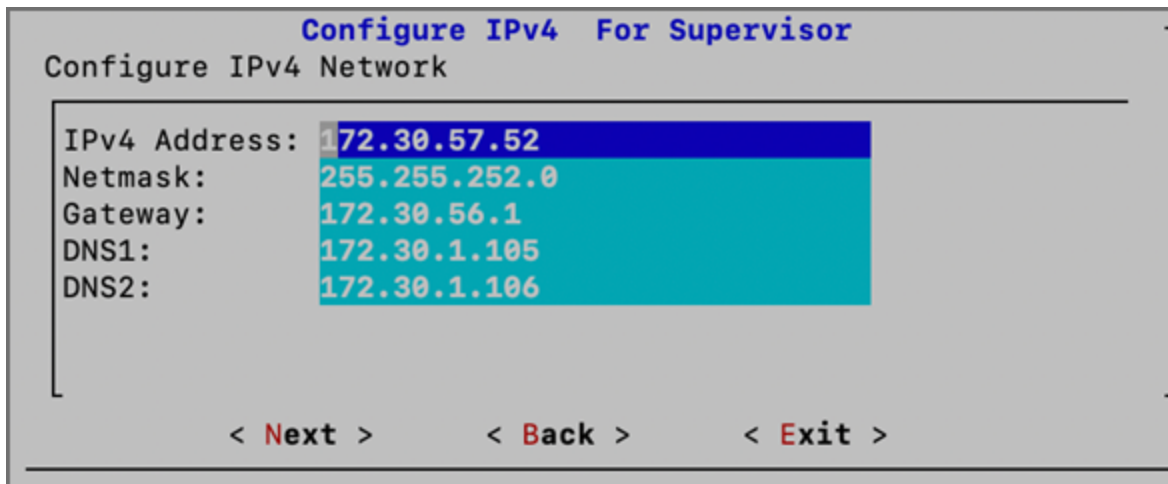 Configure IPv4  For Supervisor
Configure IPv4 Network
IPv4 Address: 172.30.57.52
Netmask: 255.255.252.0
Gateway: 172.30.56.1
DNS1: 172.30.1.105
DNS2: 172.30.1.106
< Next > < Back > < Exit >